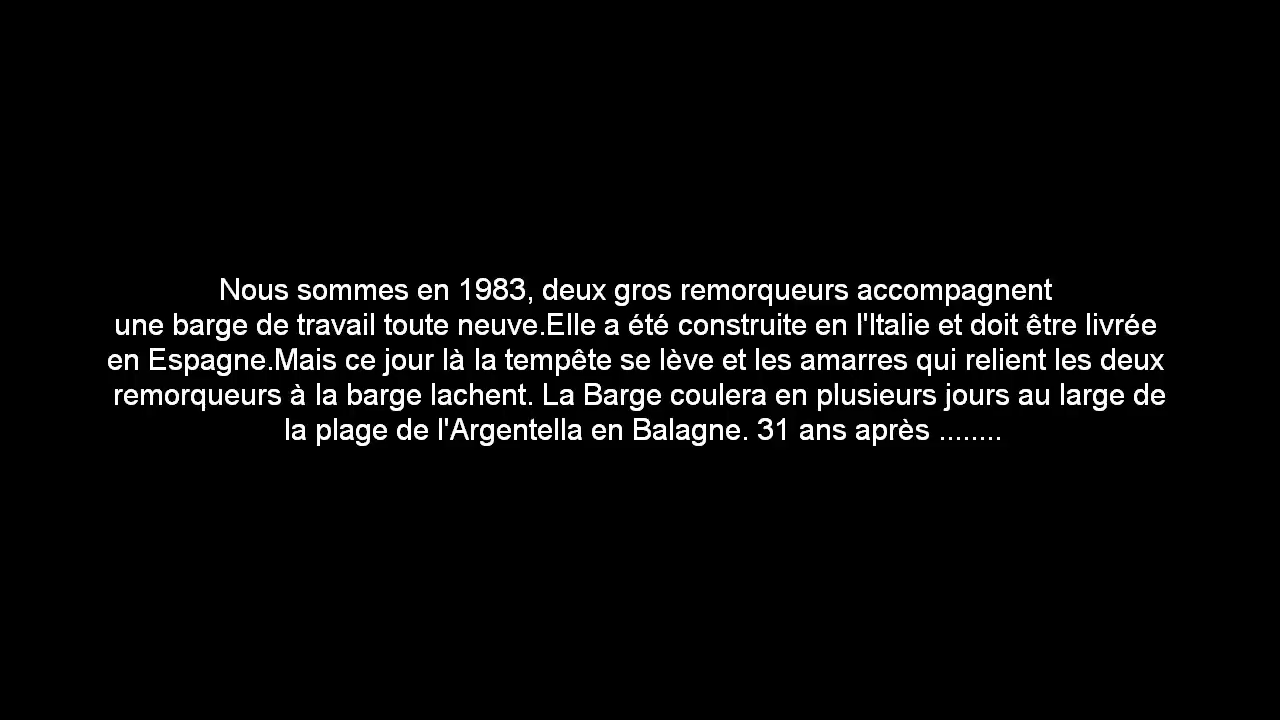 Nous sommes en 1983, deux gros remorqueurs accompagnent
une barge de travail toute neuve.Elle a été construite en l'Italie et doit être livrée
en Espagne.Mais ce jour là la tempête se lève et les amarres qui relient les deux
remorqueurs à la barge lachent. La Barge coulera en plusieurs jours au large de
la plage de l'Argentella en Balagne. 31 ans après ........